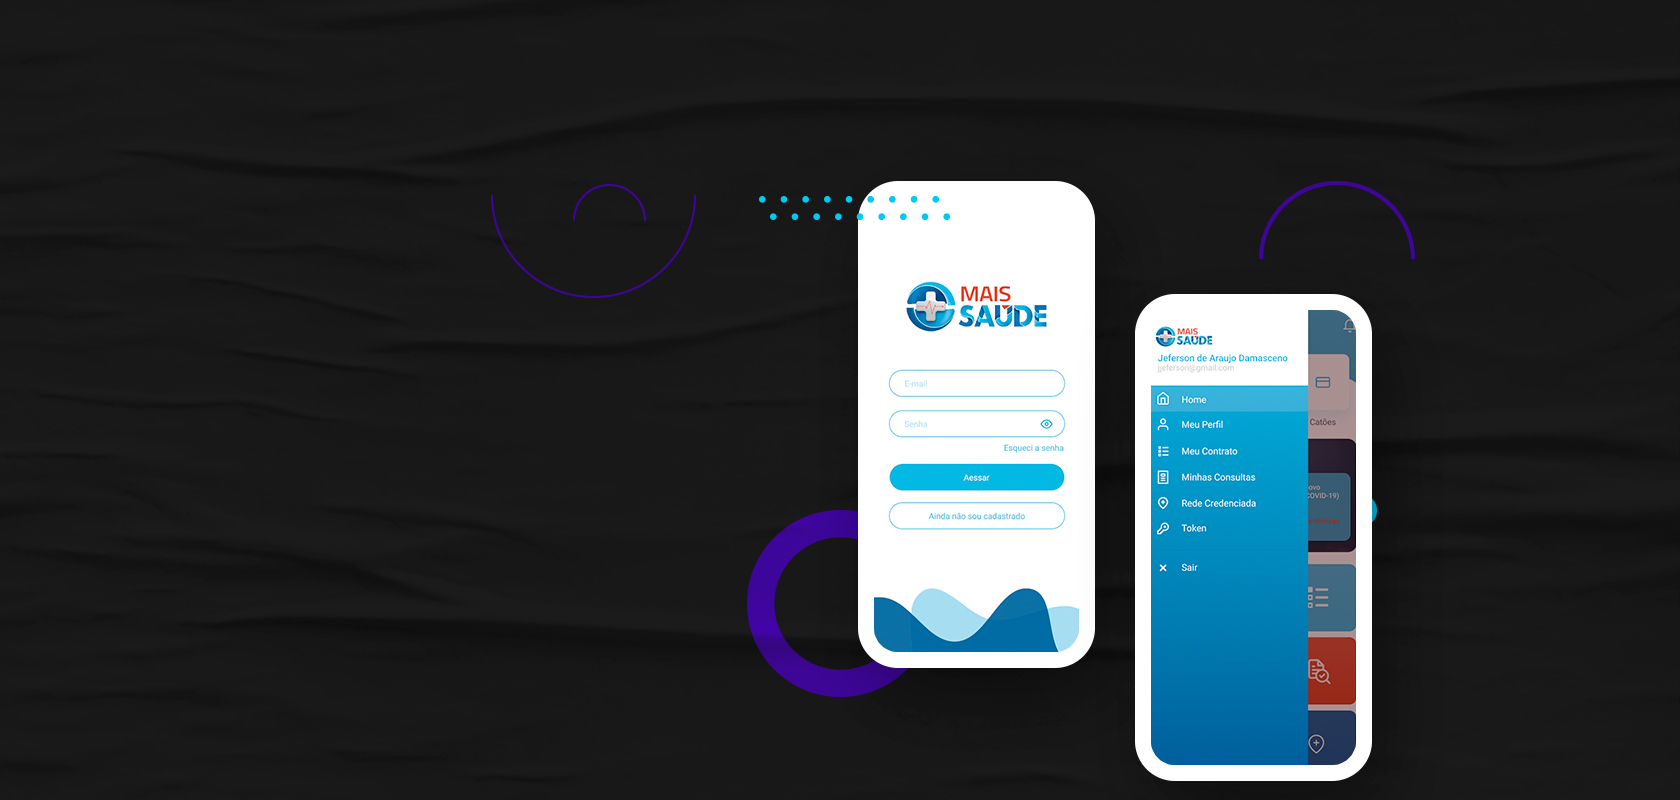 MAIS
SAÚDE
E-mail
Senha
Esqueci a senha
Aessar
Ainda não sou cadastrado
MAIS
SAÚDE
Jeferson de Araujo Damasceno
jjeferson@gmail.com
Home
Meu Perfil
Meu Contrato
Minhas Consultas
Rede Credenciada
Token
Sair
Catões
ovo
COVID-19)